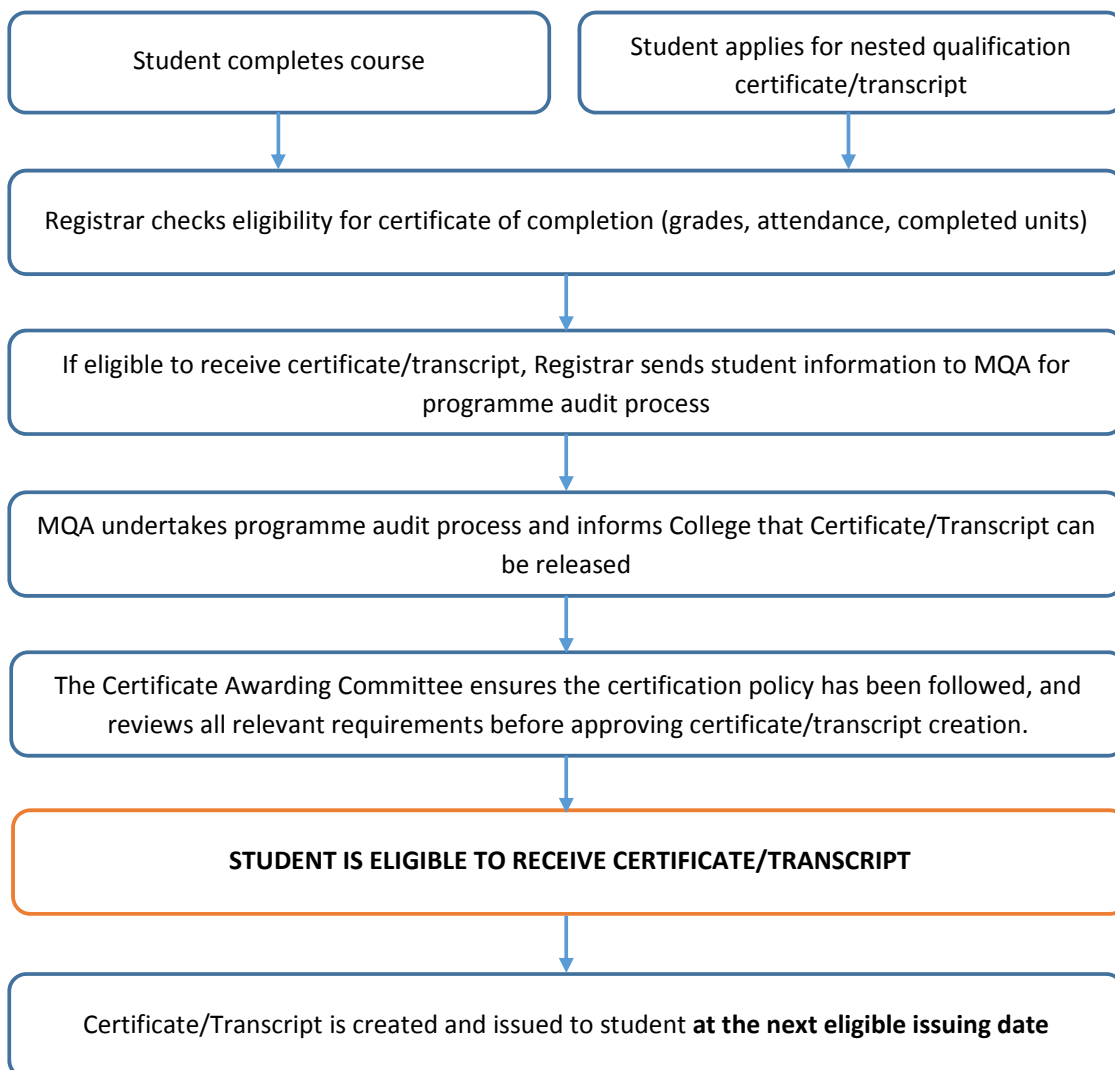 Student completes course
Student applies for nested qualification
certificate/transcript
Registrar checks eligibility for certificate of completion (grades, attendance, completed units)
If eligible to receive certificate/transcript, Registrar sends student information to MQA for
programme audit process
MQA undertakes programme audit process and informs College that Certificate/Transcript can
be released
The Certificate Awarding Committee ensures the certification policy has been followed, and
reviews all relevant requirements before approving certificate/transcript creation.
STUDENT IS ELIGIBLE TO RECEIVE CERTIFICATE/TRANSCRIPT
Certificate/Transcript is created and issued to student at the next eligible issuing date